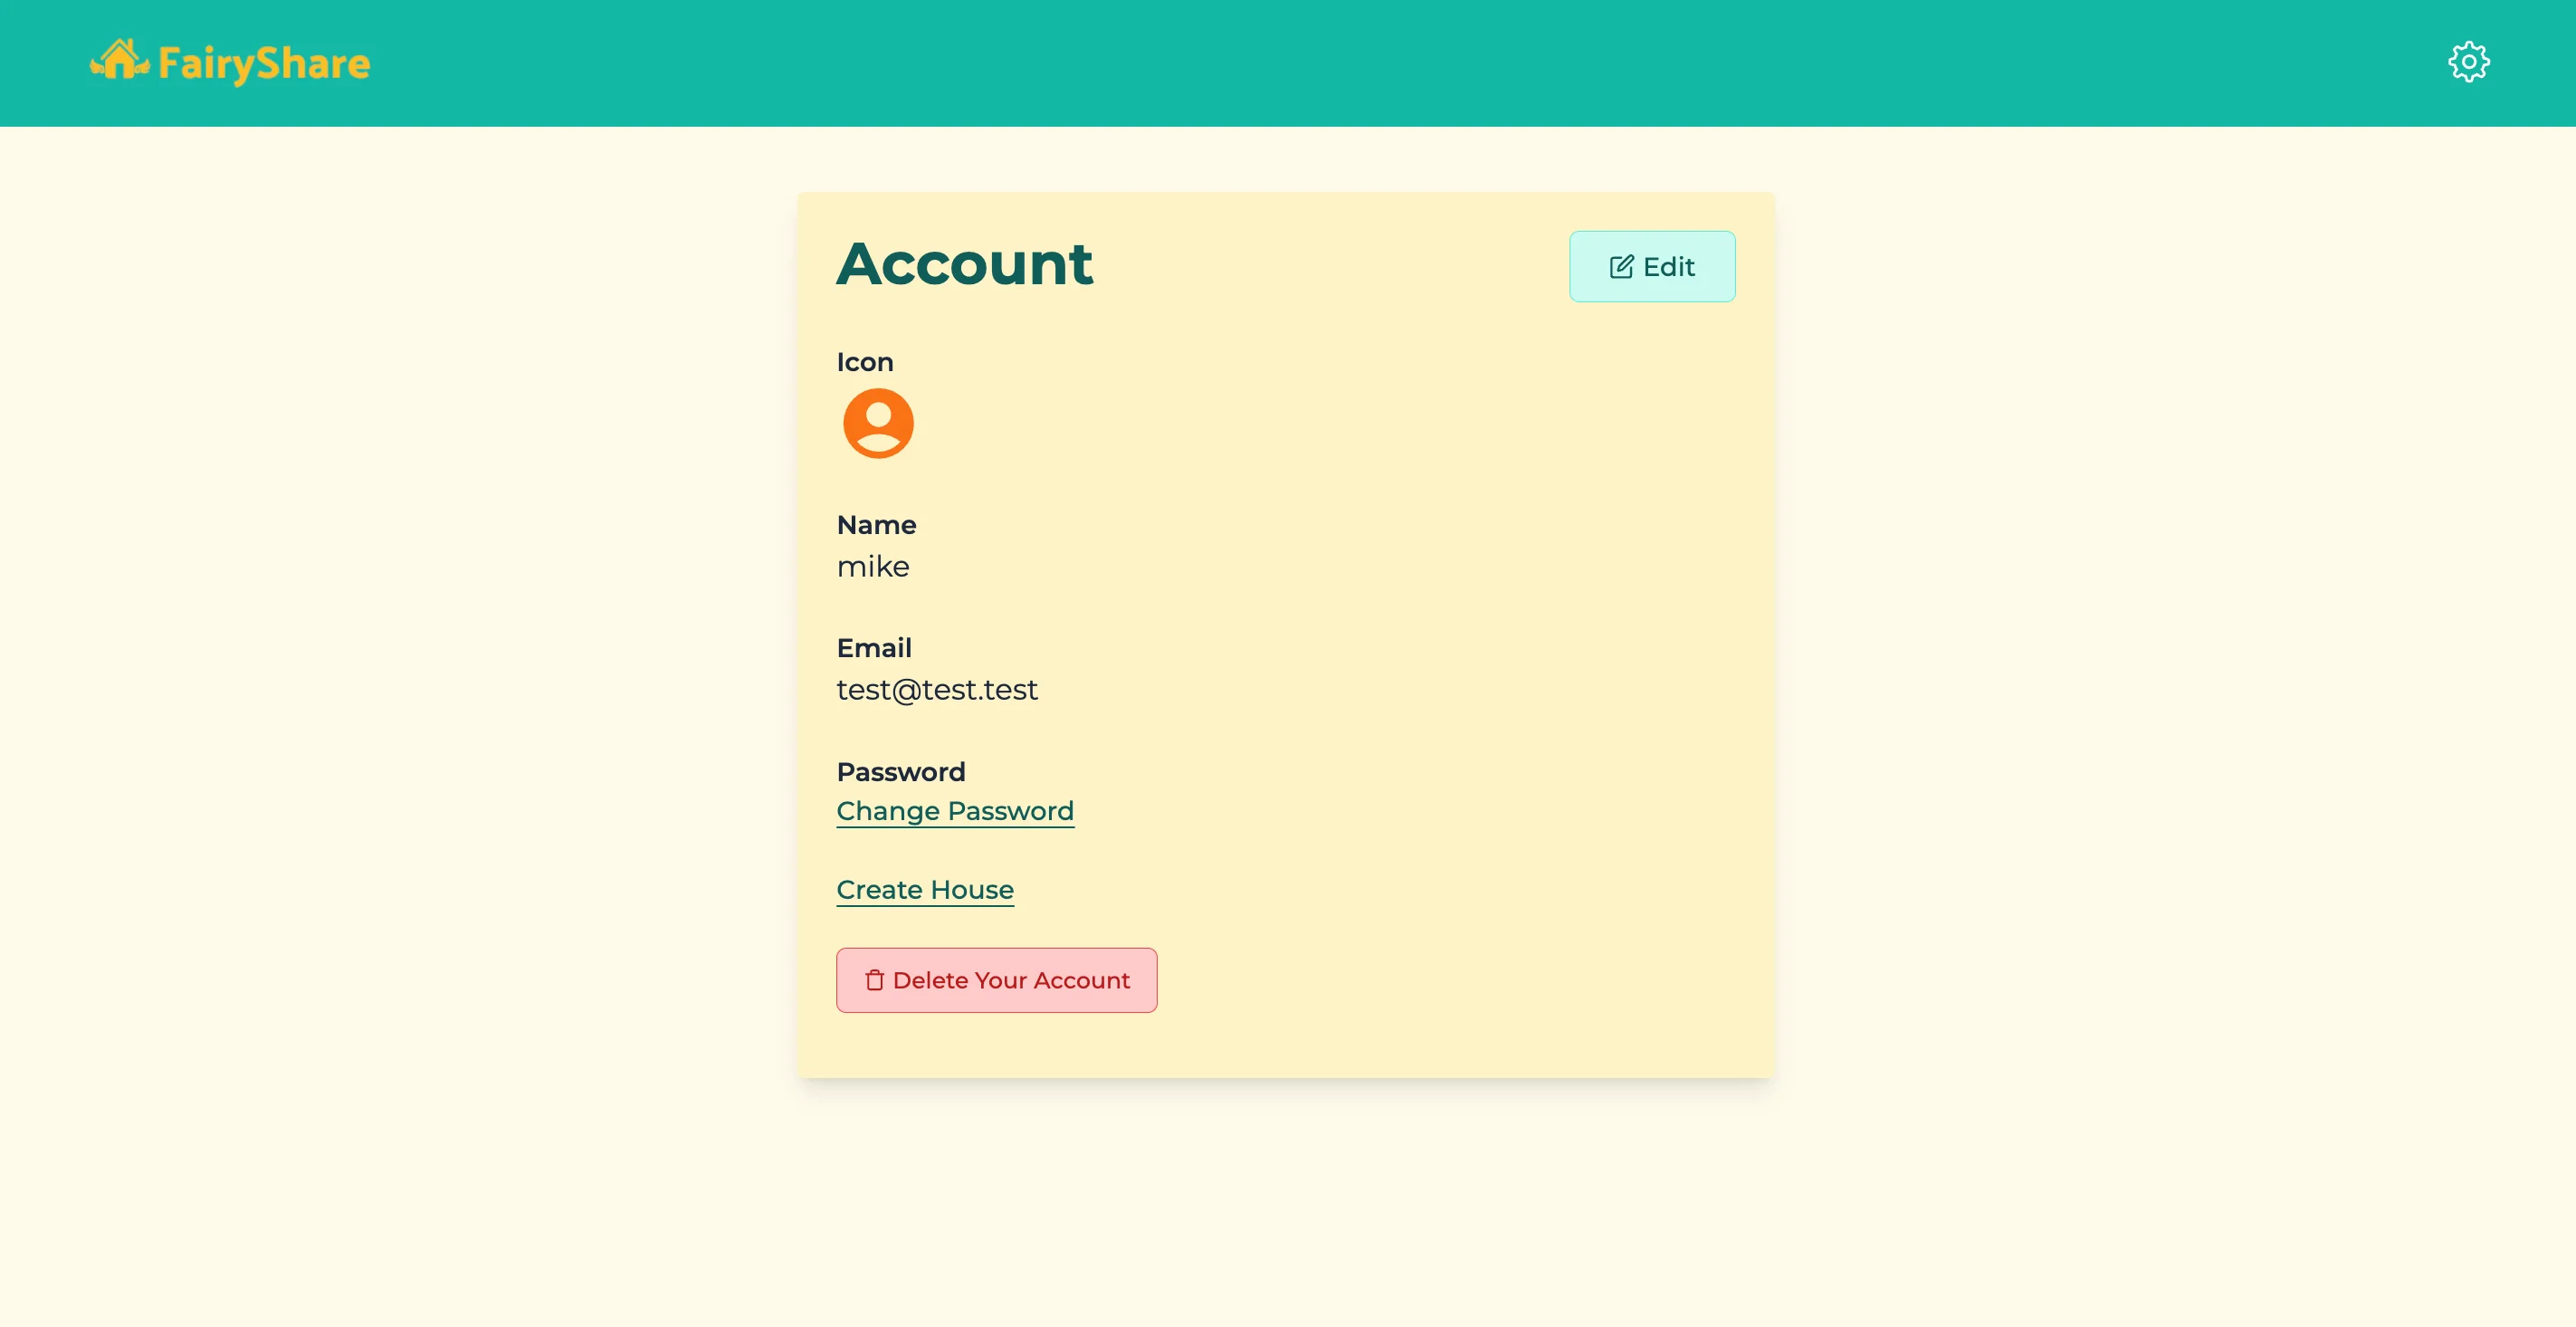 FairyShare
Account
Edit
Icon
Name
mike
Email
test@test.test
Password
Change Password
Create House
Delete Your Account